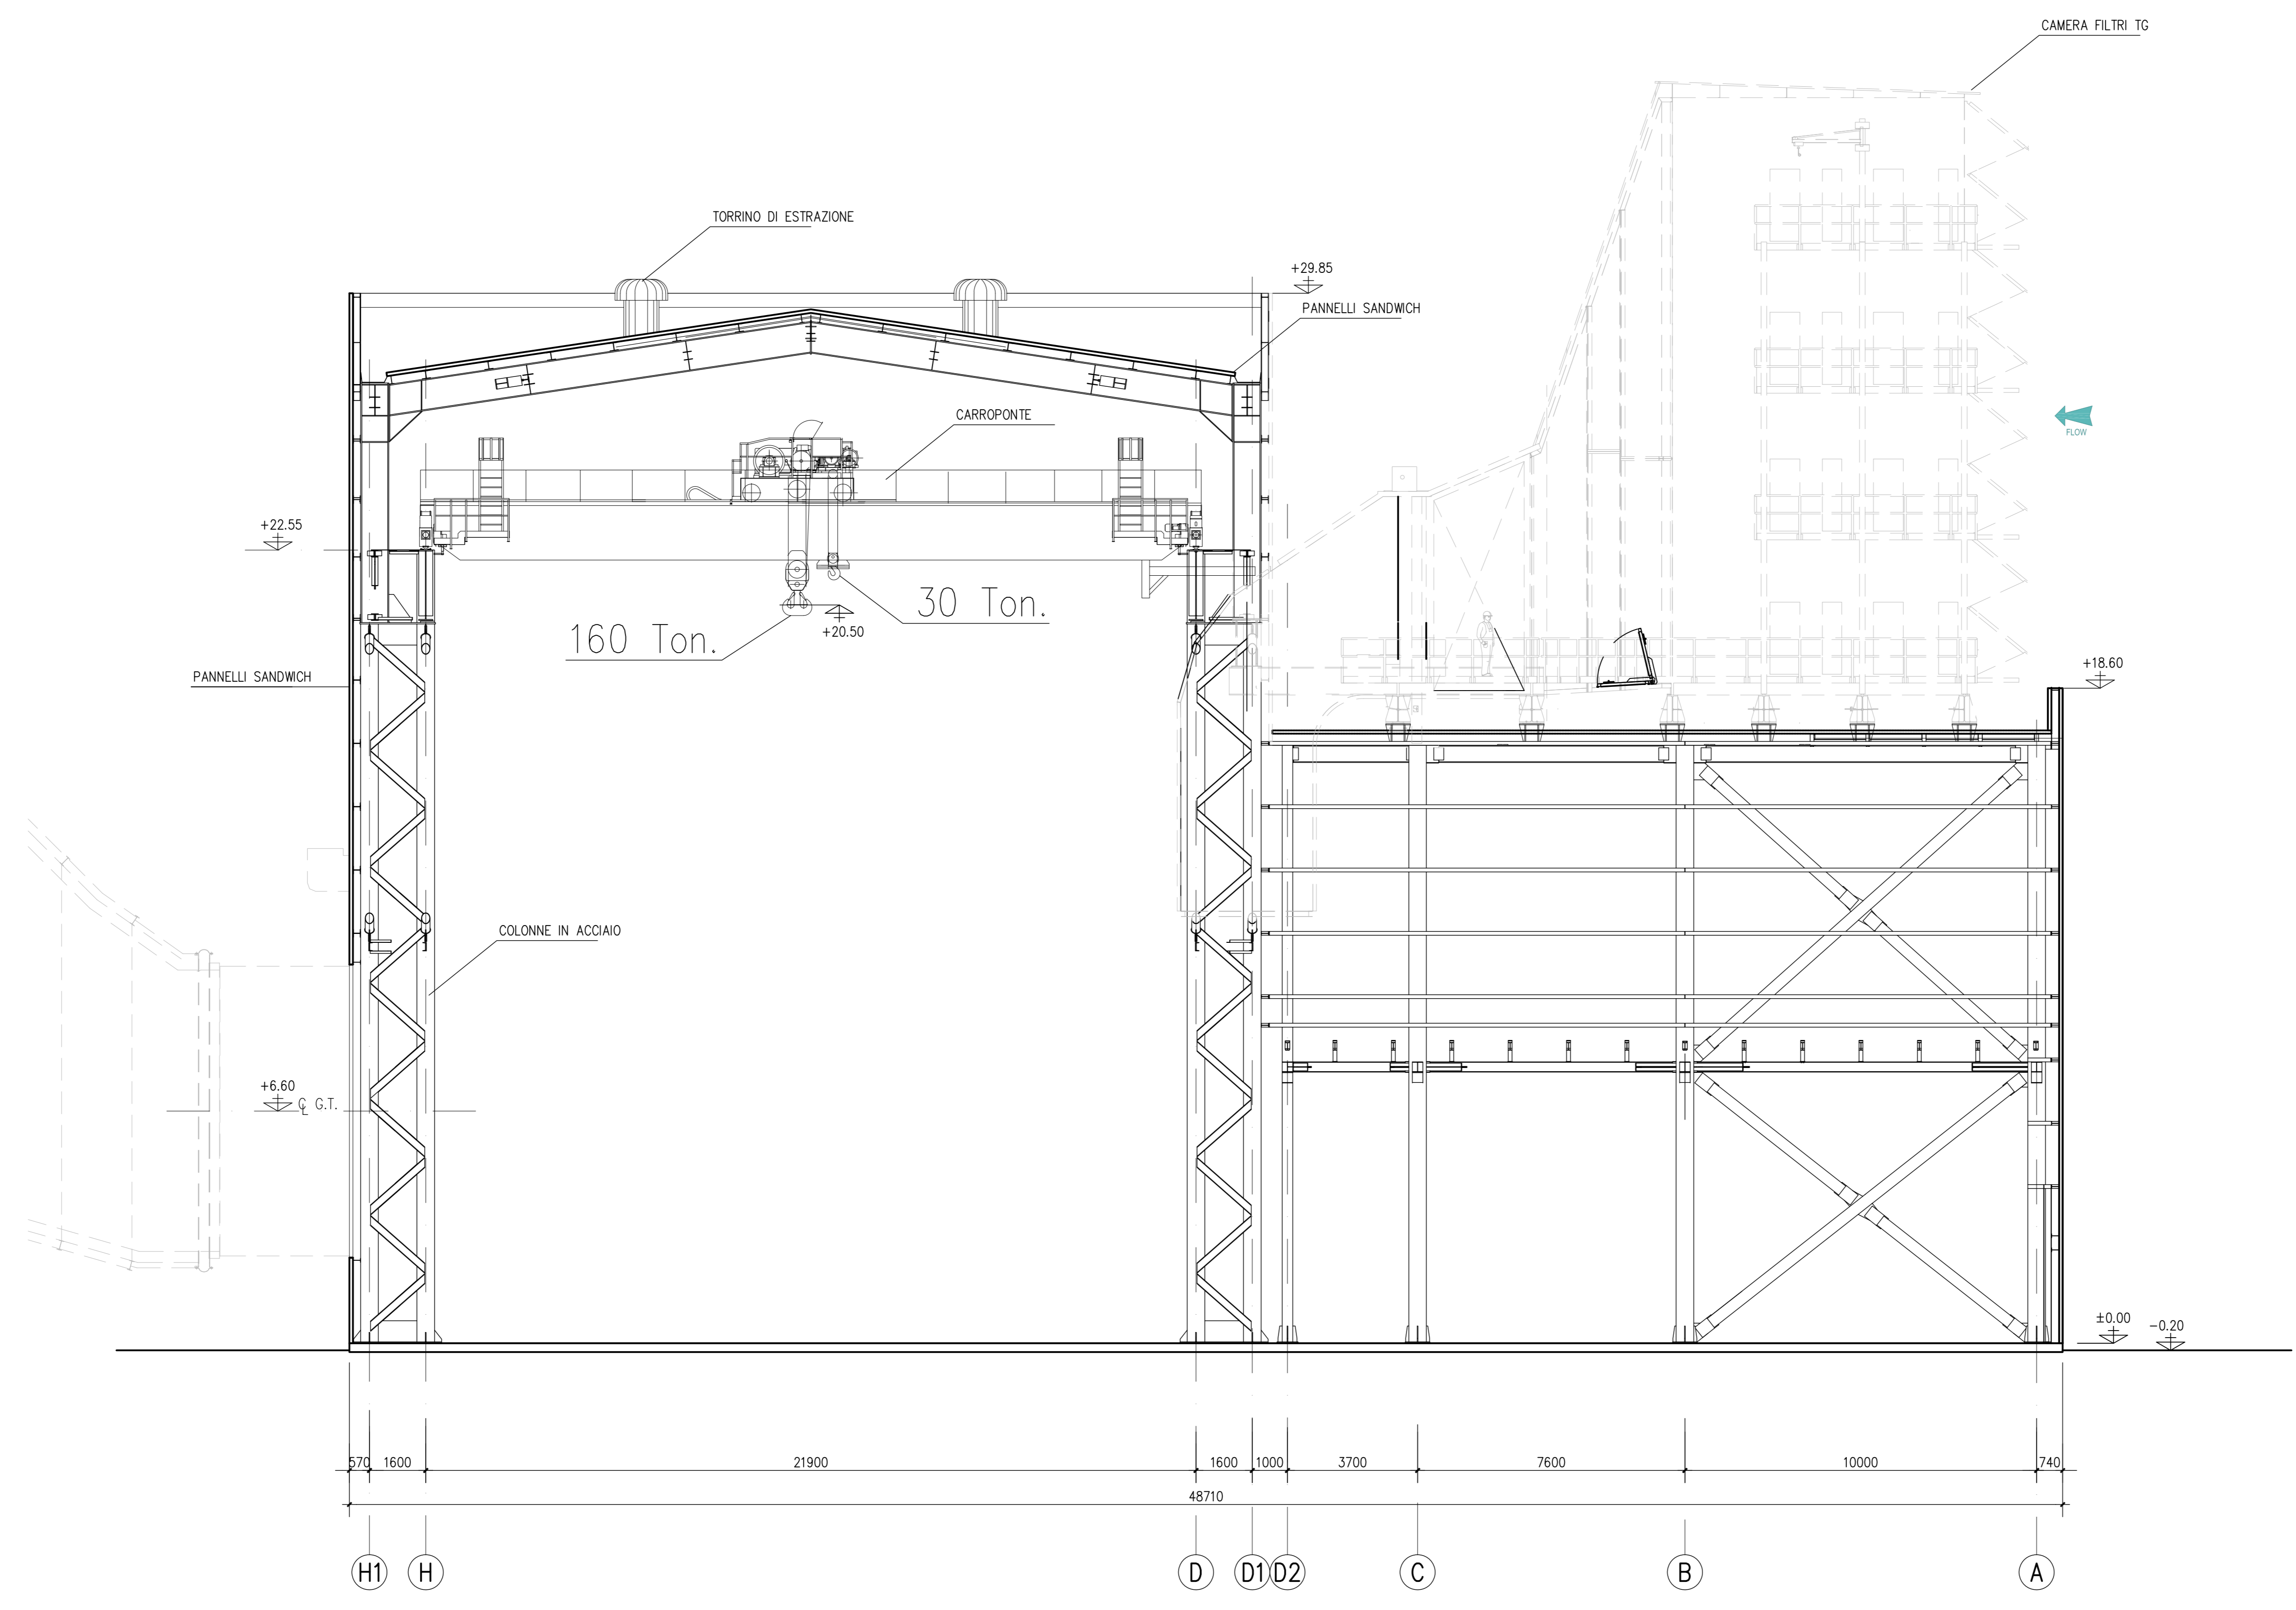 CAMERA FILTRI TG
TORRINO DI ESTRAZIONE
+29.85
PANNELLI SANDWICH
CARROPONTE
FLOW
+22.55
30 Ton.
160 Ton.
+20.50
PANNELLI SANDWICH
+18.60
COLONNE IN ACCIAIO
+6.60
℄ G.T.
±0.00
-0.20
570 1600 21900 1600 1000 3700 7600 10000 740
48710
H1 H D D1 D2 C B A